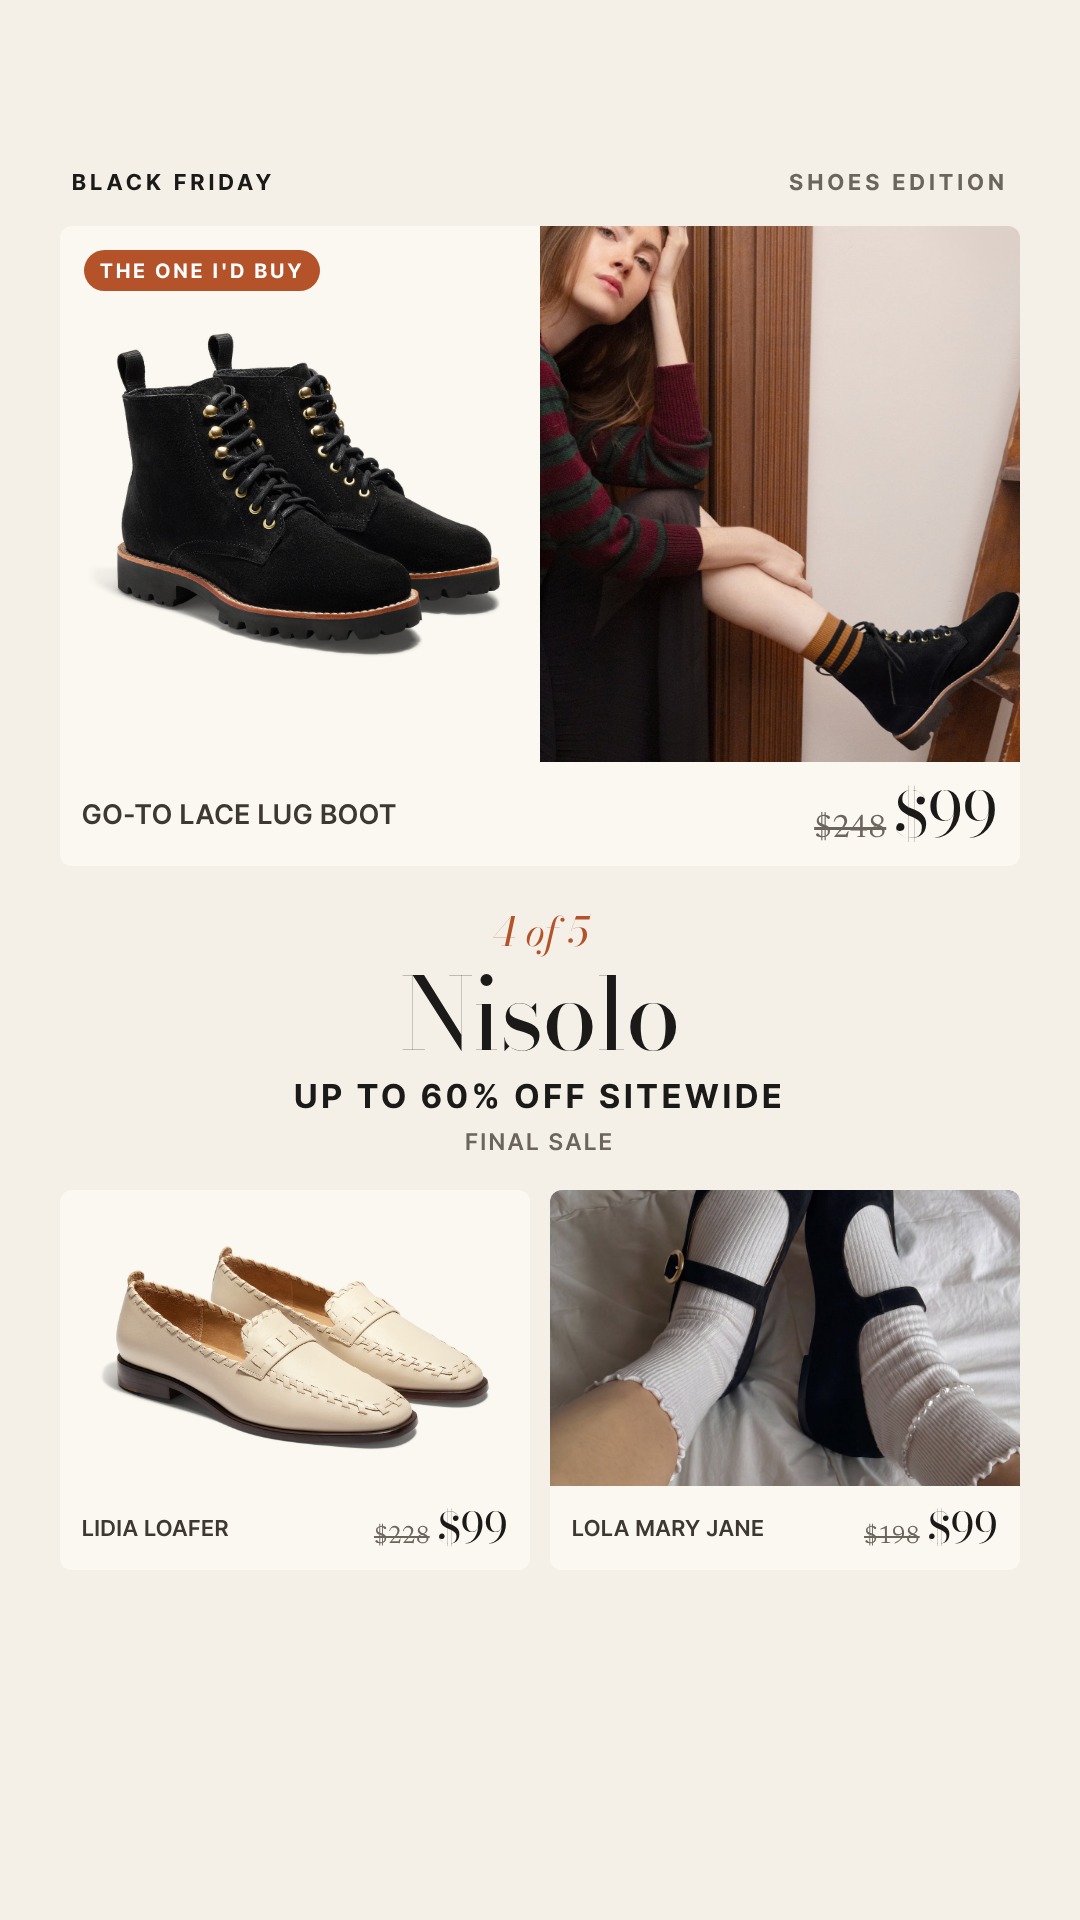 BLACK FRIDAY
SHOES EDITION
THE ONE I'D BUY
GO-TO LACE LUG BOOT
$248 $99
4 of 5
Nisolo
UP TO 60% OFF SITEWIDE
FINAL SALE
LIDIA LOAFER
$228 $99
LOLA MARY JANE
$198 $99